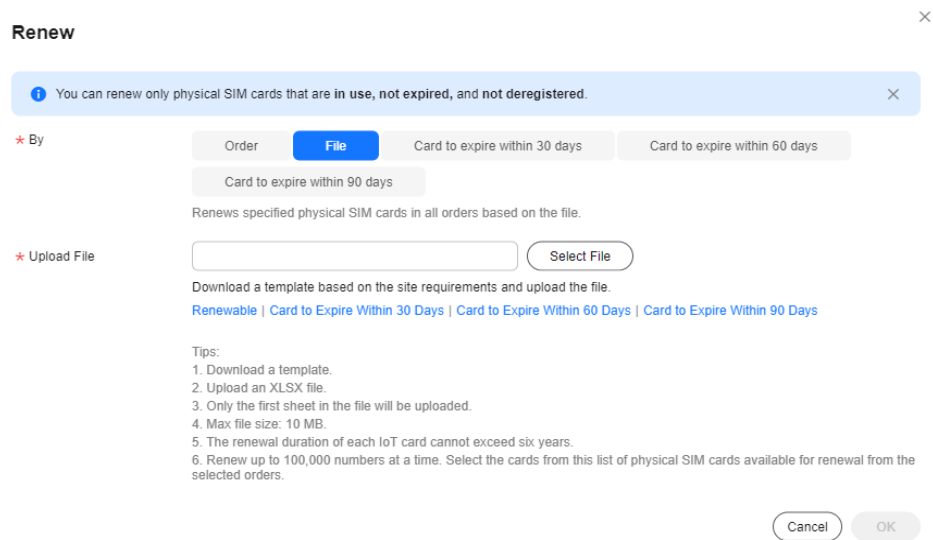 Renew
You can renew only physical SIM cards that are in use, not expired, and not deregistered.
* By
Order
File
Card to expire within 30 days
Card to expire within 60 days
Card to expire within 90 days
Renews specified physical SIM cards in all orders based on the file.
* Upload File
Select File
Download a template based on the site requirements and upload the file.
Renewable | Card to Expire Within 30 Days | Card to Expire Within 60 Days | Card to Expire Within 90 Days
Tips:
1. Download a template.
2. Upload an XLSX file.
3. Only the first sheet in the file will be uploaded.
4. Max file size: 10 MB.
5. The renewal duration of each IoT card cannot exceed six years.
6. Renew up to 100,000 numbers at a time. Select the cards from this list of physical SIM cards available for renewal from the
selected orders.
Cancel
OK